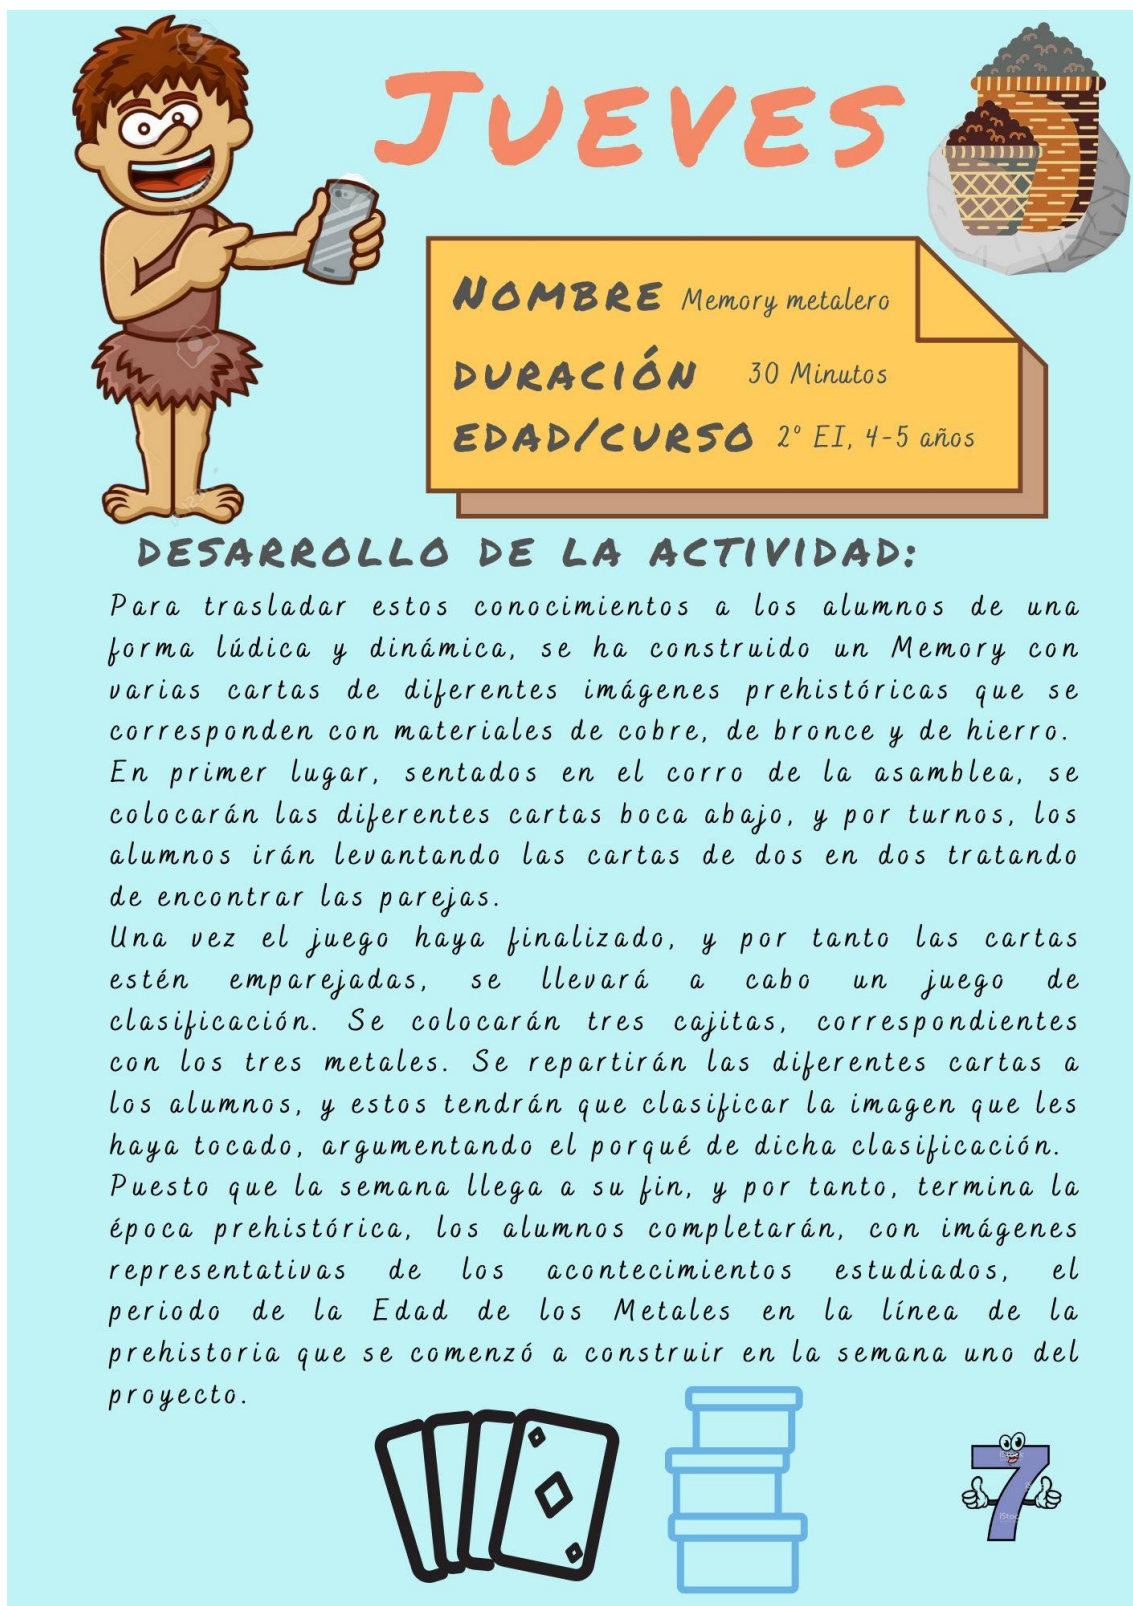 JUEVES
NOMBRE Memory metalero
DURACIÓN 30 Minutos
EDAD/CURSO 2º EI, 4-5 años
DESARROLLO DE LA ACTIVIDAD:
Para trasladar estos conocimientos a los alumnos de una
forma lúdica y dinámica, se ha construido un Memory con
varias cartas de diferentes imágenes prehistóricas que se
corresponden con materiales de cobre, de bronce y de hierro.
En primer lugar, sentados en el corro de la asamblea, se
colocarán las diferentes cartas boca abajo, y por turnos, los
alumnos irán levantando las cartas de dos en dos tratando
de encontrar las parejas.
Una vez el juego haya finalizado, y por tanto las cartas
estén emparejadas, se llevará a cabo un juego de
clasificación. Se colocarán tres cajitas, correspondientes
con los tres metales. Se repartirán las diferentes cartas a
los alumnos, y estos tendrán que clasificar la imagen que les
haya tocado, argumentando el porqué de dicha clasificación.
Puesto que la semana llega a su fin, y por tanto, termina la
época prehistórica, los alumnos completarán, con imágenes
representativas de los acontecimientos estudiados, el
periodo de la Edad de los Metales en la línea de la
prehistoria que se comenzó a construir en la semana uno del
proyecto.
7